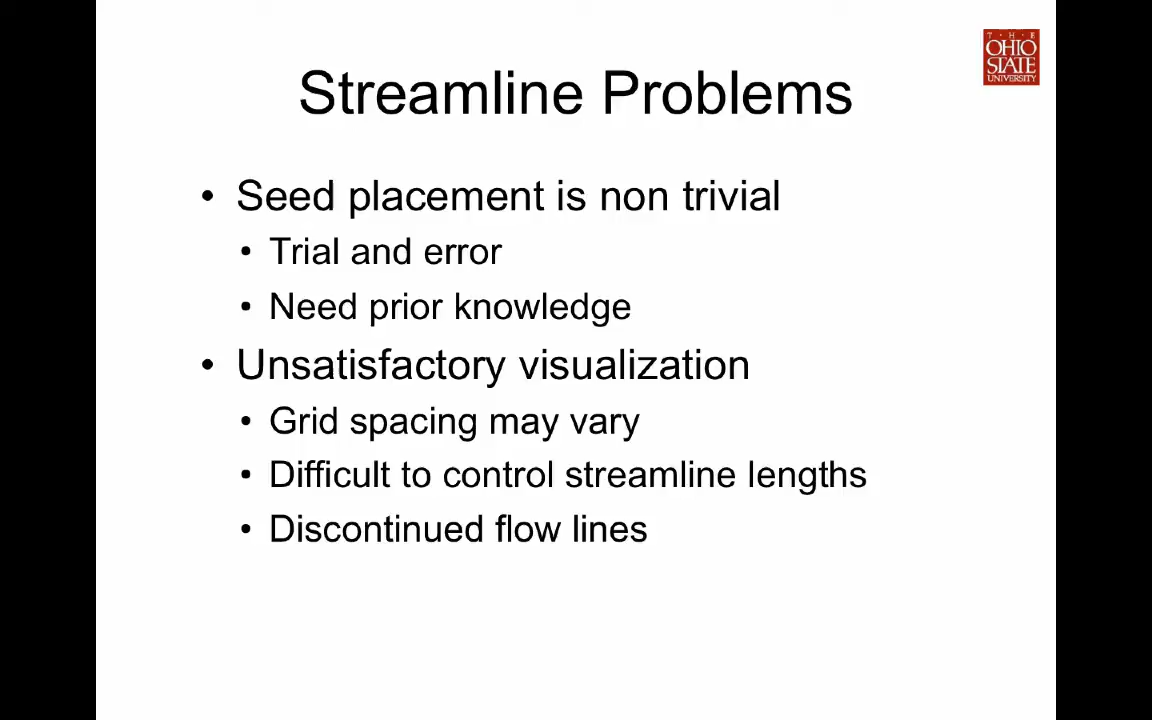 T·H·E
OHIO
STATE
UNIVERSITY
Streamline Problems
• Seed placement is non trivial
• Trial and error
• Need prior knowledge
• Unsatisfactory visualization
• Grid spacing may vary
• Difficult to control streamline lengths
• Discontinued flow lines